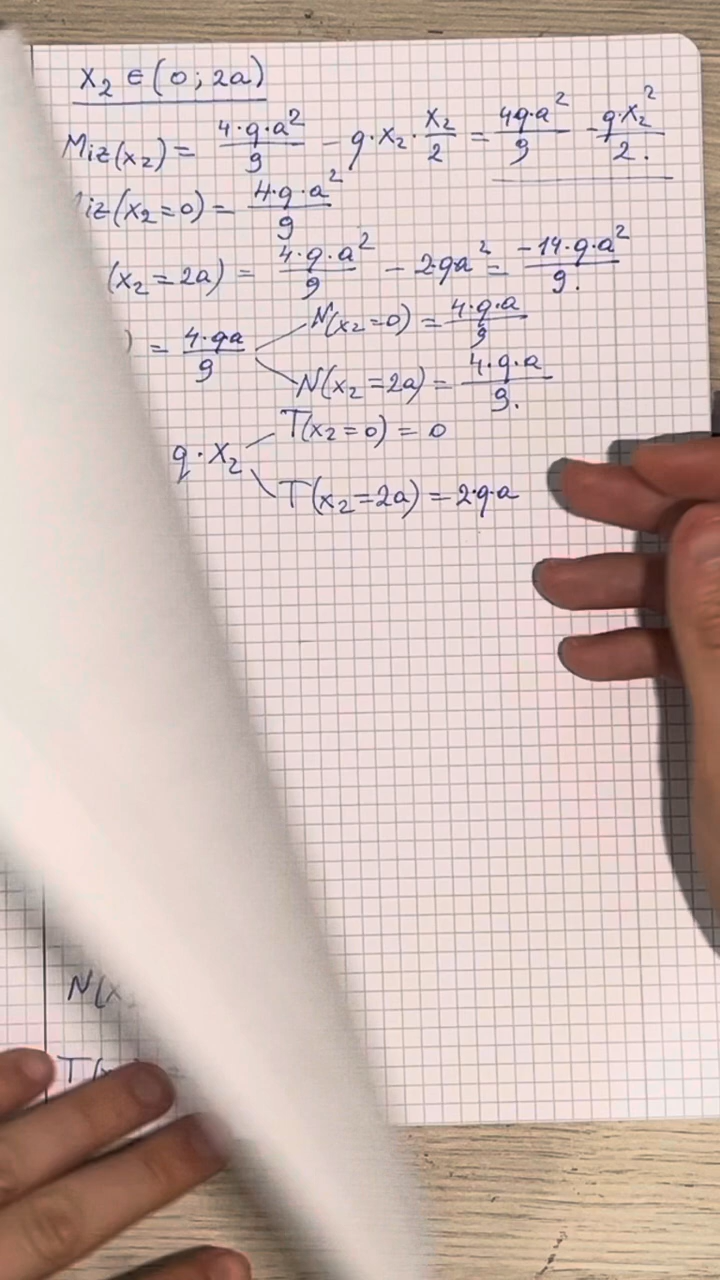 x₂ ∈ (0; 2a)
Miz(x₂) = 4·q·a²/9 - q·x₂·x₂/2 = 4q·a²/9 - q·x₂²/2.
iz(x₂=0) = 4·q·a²/9
(x₂=2a) = 4·q·a²/9 - 2·qa² = -14·q·a²/9.
) = 4·qa/9
N(x₂=0) = 4·q·a/9
N(x₂=2a) = 4·q·a/9.
q·x₂
T(x₂=0) = 0
T(x₂=2a) = 2·q·a
N(x
T(